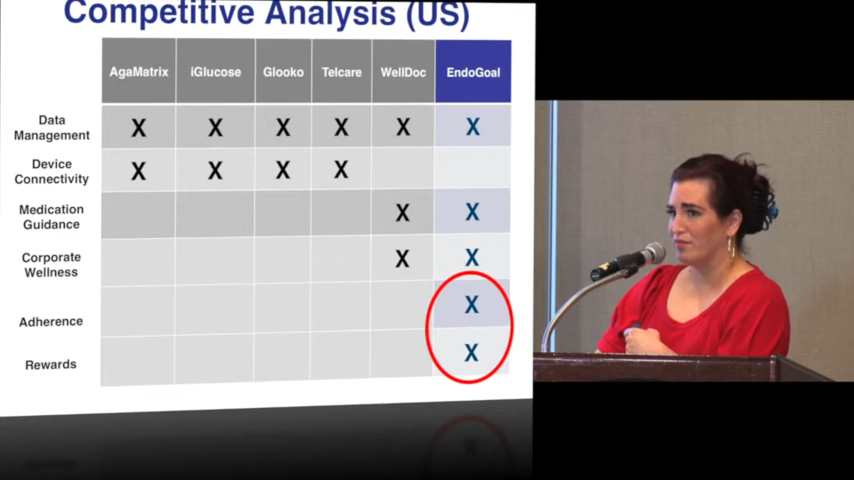 Competitive Analysis (US)
AgaMatrix iGlucose Glooko Telcare WellDoc EndoGoal
Data
Management X X X X X X
Device
Connectivity X X X X
Medication
Guidance X X
Corporate
Wellness X X
Adherence X
Rewards X